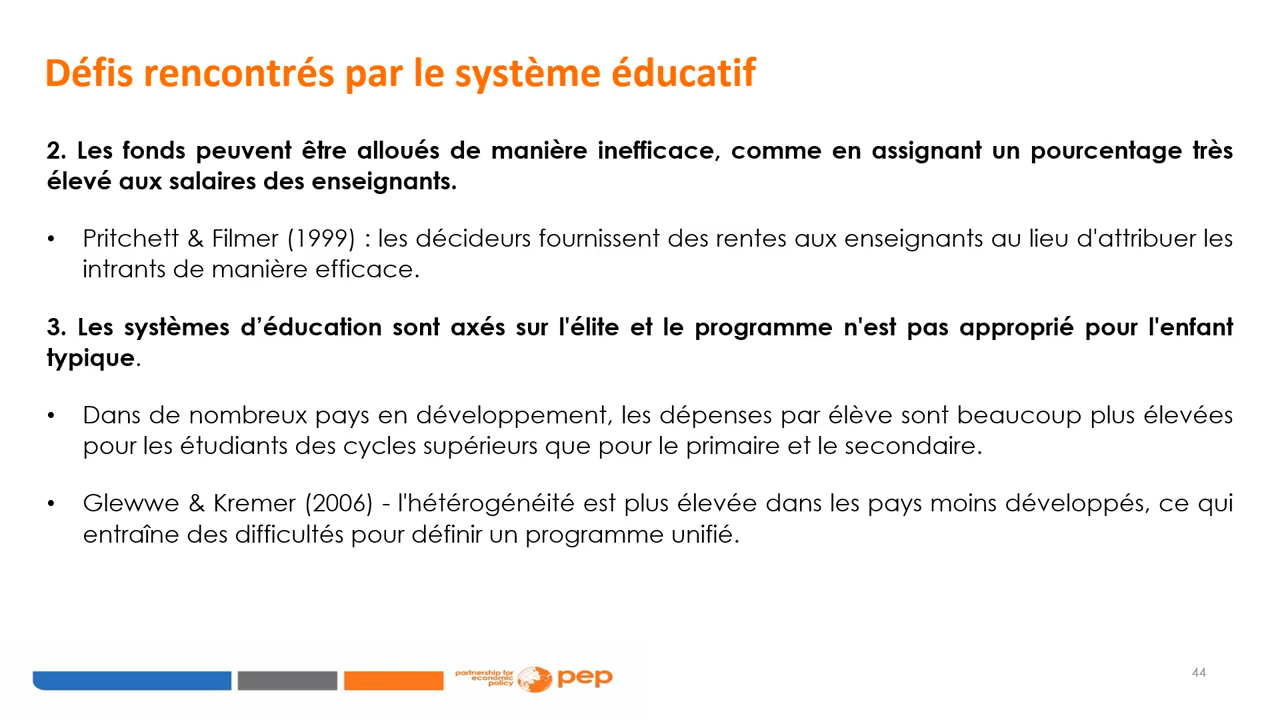 Défis rencontrés par le système éducatif
2. Les fonds peuvent être alloués de manière inefficace, comme en assignant un pourcentage très
élevé aux salaires des enseignants.
• Pritchett & Filmer (1999) : les décideurs fournissent des rentes aux enseignants au lieu d'attribuer les
intrants de manière efficace.
3. Les systèmes d’éducation sont axés sur l'élite et le programme n'est pas approprié pour l'enfant
typique.
• Dans de nombreux pays en développement, les dépenses par élève sont beaucoup plus élevées
pour les étudiants des cycles supérieurs que pour le primaire et le secondaire.
• Glewwe & Kremer (2006) - l'hétérogénéité est plus élevée dans les pays moins développés, ce qui
entraîne des difficultés pour définir un programme unifié.
partnership for
economic
policy
pep
44